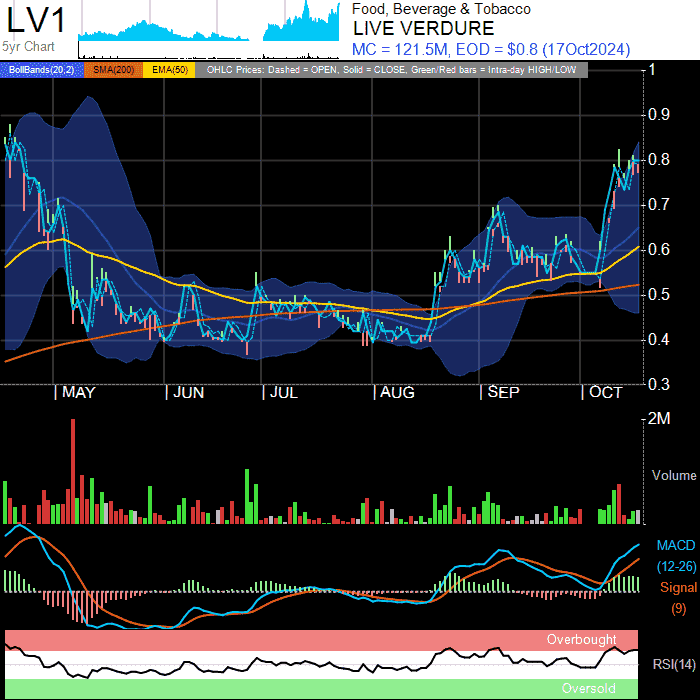 LV1
5yr Chart
Food, Beverage & Tobacco
LIVE VERDURE
MC = 121.5M, EOD = $0.8 (17Oct2024)
BollBands(20,2) SMA(200) EMA(50) OHLC Prices: Dashed = OPEN, Solid = CLOSE, Green/Red bars = Intra-day HIGH/LOW
1
0.9
0.8
0.7
0.6
0.5
0.4
0.3
MAY JUN JUL AUG SEP OCT
2M
Volume
MACD
(12-26)
Signal
(9)
Overbought
RSI(14)
Oversold